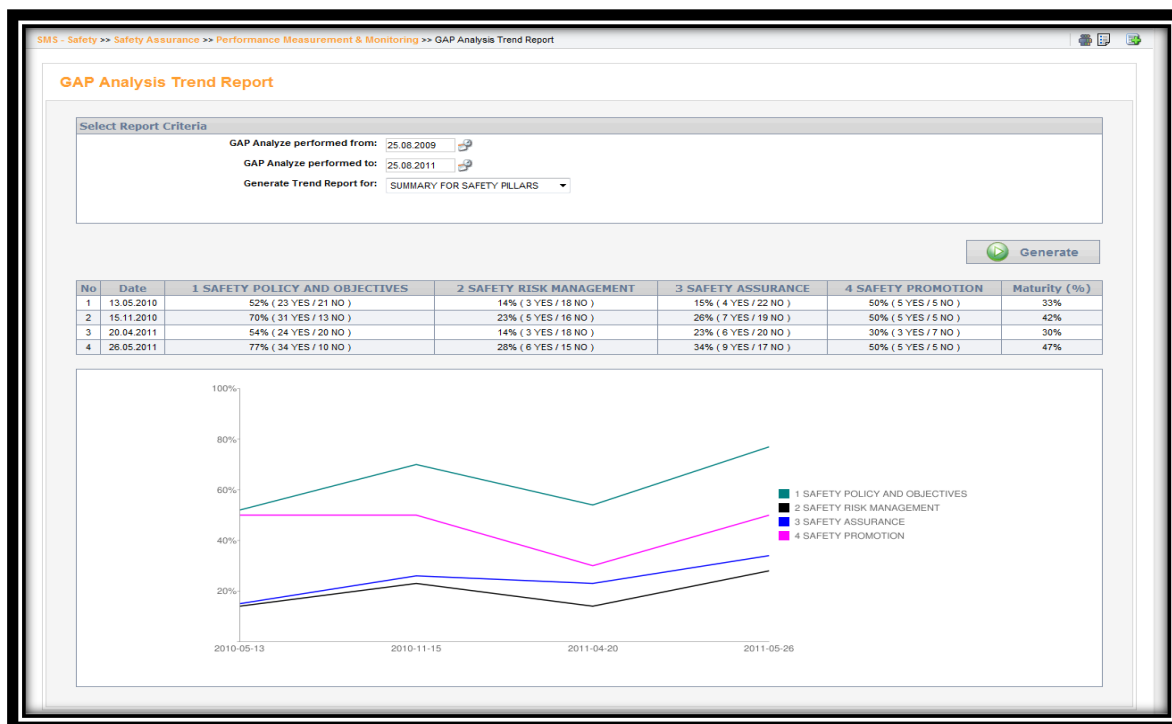 SMS - Safety >> Safety Assurance >> Performance Measurement & Monitoring >> GAP Analysis Trend Report
GAP Analysis Trend Report
Select Report Criteria
GAP Analyze performed from: 25.08.2009
GAP Analyze performed to: 25.08.2011
Generate Trend Report for: SUMMARY FOR SAFETY PILLARS
Generate
No Date 1 SAFETY POLICY AND OBJECTIVES 2 SAFETY RISK MANAGEMENT 3 SAFETY ASSURANCE 4 SAFETY PROMOTION Maturity (%)
1 13.05.2010 52% ( 23 YES / 21 NO ) 14% ( 3 YES / 18 NO ) 15% ( 4 YES / 22 NO ) 50% ( 5 YES / 5 NO ) 33%
2 15.11.2010 70% ( 31 YES / 13 NO ) 23% ( 5 YES / 16 NO ) 26% ( 7 YES / 19 NO ) 50% ( 5 YES / 5 NO ) 42%
3 20.04.2011 54% ( 24 YES / 20 NO ) 14% ( 3 YES / 18 NO ) 23% ( 6 YES / 20 NO ) 30% ( 3 YES / 7 NO ) 30%
4 26.05.2011 77% ( 34 YES / 10 NO ) 28% ( 6 YES / 15 NO ) 34% ( 9 YES / 17 NO ) 50% ( 5 YES / 5 NO ) 47%
100%
80%
60%
40%
20%
1 SAFETY POLICY AND OBJECTIVES
2 SAFETY RISK MANAGEMENT
3 SAFETY ASSURANCE
4 SAFETY PROMOTION
2010-05-13 2010-11-15 2011-04-20 2011-05-26